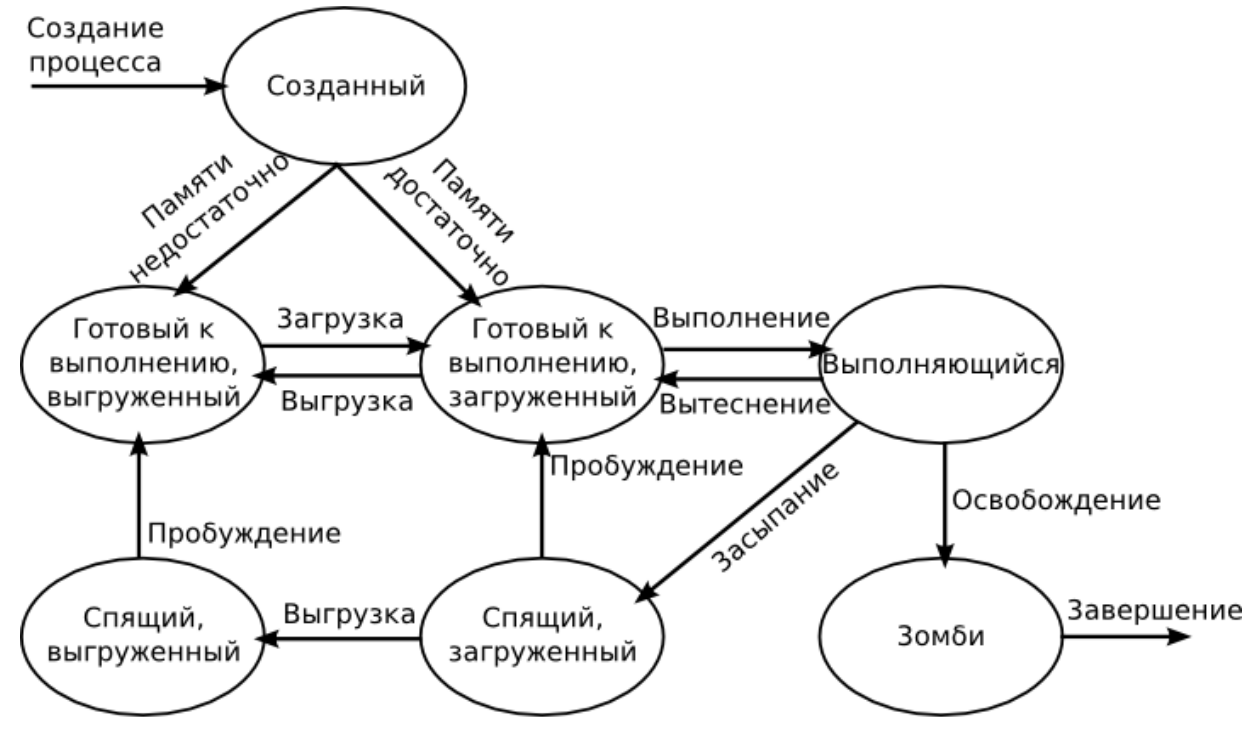 Создание
процесса
Созданный
Памяти
недостаточно
Памяти
достаточно
Готовый к
выполнению,
выгруженный
Загрузка
Выгрузка
Готовый к
выполнению,
загруженный
Выполнение
Вытеснение
Выполняющийся
Пробуждение
Пробуждение
Засыпание
Освобождение
Спящий,
выгруженный
Выгрузка
Спящий,
загруженный
Зомби
Завершение